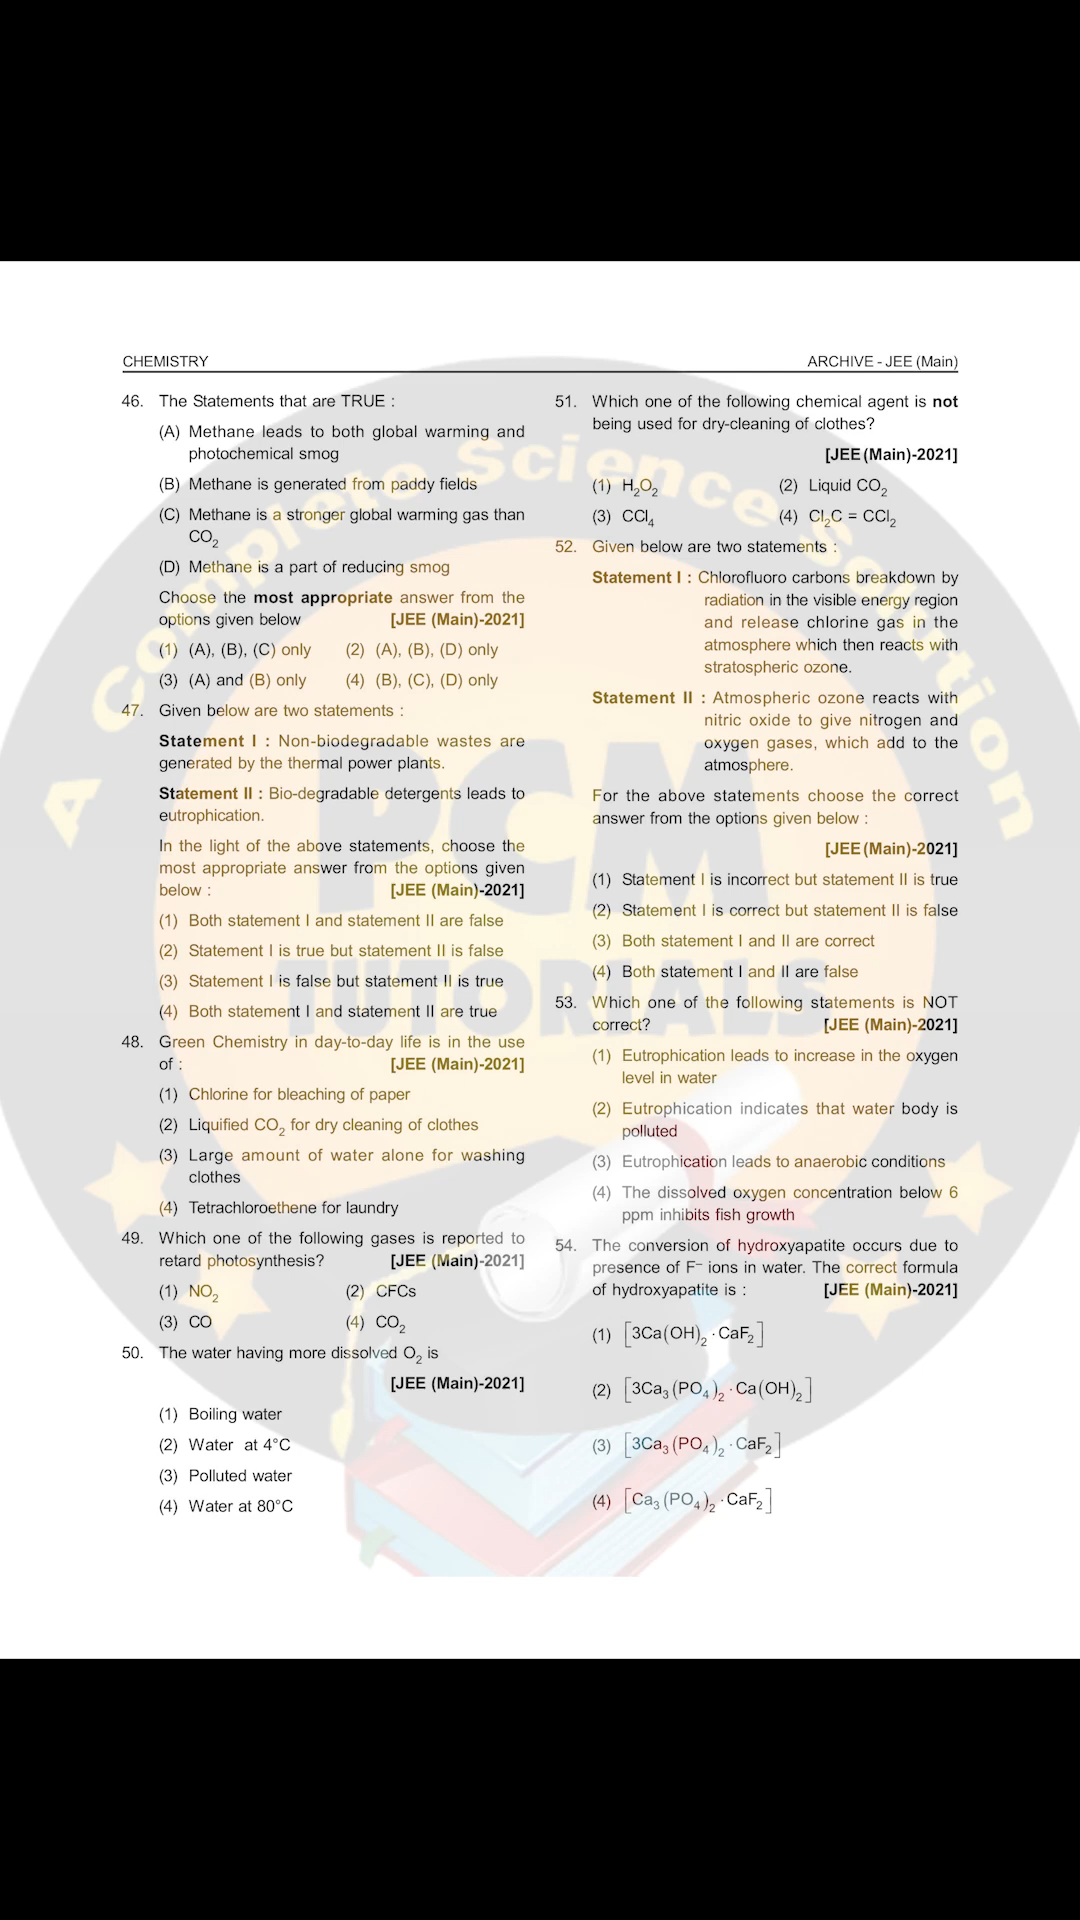 CHEMISTRY
ARCHIVE - JEE (Main)
46. The Statements that are TRUE :
(A) Methane leads to both global warming and
photochemical smog
(B) Methane is generated from paddy fields
(C) Methane is a stronger global warming gas than
CO₂
(D) Methane is a part of reducing smog
Choose the most appropriate answer from the
options given below [JEE (Main)-2021]
(1) (A), (B), (C) only (2) (A), (B), (D) only
(3) (A) and (B) only (4) (B), (C), (D) only
47. Given below are two statements :
Statement I : Non-biodegradable wastes are
generated by the thermal power plants.
Statement II : Bio-degradable detergents leads to
eutrophication.
In the light of the above statements, choose the
most appropriate answer from the options given
below : [JEE (Main)-2021]
(1) Both statement I and statement II are false
(2) Statement I is true but statement II is false
(3) Statement I is false but statement II is true
(4) Both statement I and statement II are true
48. Green Chemistry in day-to-day life is in the use
of : [JEE (Main)-2021]
(1) Chlorine for bleaching of paper
(2) Liquified CO₂ for dry cleaning of clothes
(3) Large amount of water alone for washing
clothes
(4) Tetrachloroethene for laundry
49. Which one of the following gases is reported to
retard photosynthesis? [JEE (Main)-2021]
(1) NO₂ (2) CFCs
(3) CO (4) CO₂
50. The water having more dissolved O₂ is
[JEE (Main)-2021]
(1) Boiling water
(2) Water at 4°C
(3) Polluted water
(4) Water at 80°C
51. Which one of the following chemical agent is not
being used for dry-cleaning of clothes?
[JEE (Main)-2021]
(1) H₂O₂ (2) Liquid CO₂
(3) CCl₄ (4) Cl₂C = CCl₂
52. Given below are two statements :
Statement I : Chlorofluoro carbons breakdown by
radiation in the visible energy region
and release chlorine gas in the
atmosphere which then reacts with
stratospheric ozone.
Statement II : Atmospheric ozone reacts with
nitric oxide to give nitrogen and
oxygen gases, which add to the
atmosphere.
For the above statements choose the correct
answer from the options given below :
[JEE (Main)-2021]
(1) Statement I is incorrect but statement II is true
(2) Statement I is correct but statement II is false
(3) Both statement I and II are correct
(4) Both statement I and II are false
53. Which one of the following statements is NOT
correct? [JEE (Main)-2021]
(1) Eutrophication leads to increase in the oxygen
level in water
(2) Eutrophication indicates that water body is
polluted
(3) Eutrophication leads to anaerobic conditions
(4) The dissolved oxygen concentration below 6
ppm inhibits fish growth
54. The conversion of hydroxyapatite occurs due to
presence of F⁻ ions in water. The correct formula
of hydroxyapatite is : [JEE (Main)-2021]
(1) [3Ca(OH)₂ · CaF₂]
(2) [3Ca₃(PO₄)₂ · Ca(OH)₂]
(3) [3Ca₃(PO₄)₂ · CaF₂]
(4) [Ca₃(PO₄)₂ · CaF₂]
A Complete Science Solution
PCM
TUTORIALS